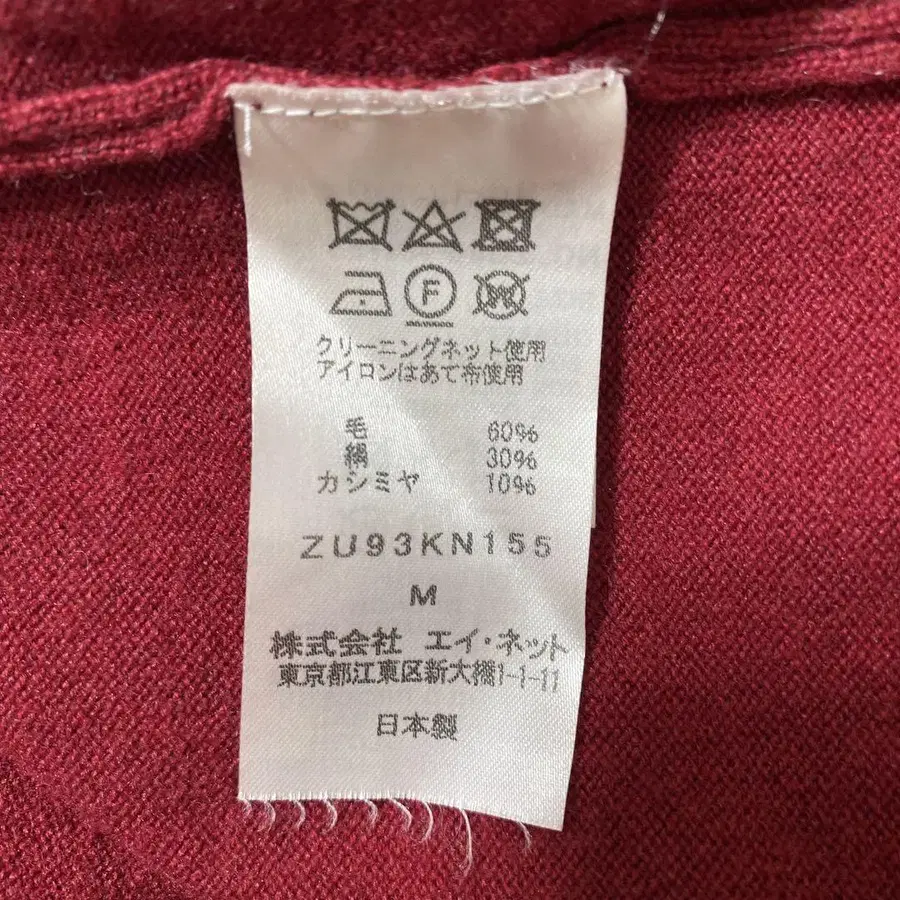 F W
クリーニングネット使用
アイロンはあて布使用
毛 60%
絹 30%
カシミヤ 10%
ZU93KN155
M
株式会社 エイ・ネット
東京都江東区新大橋1-1-11
日本製